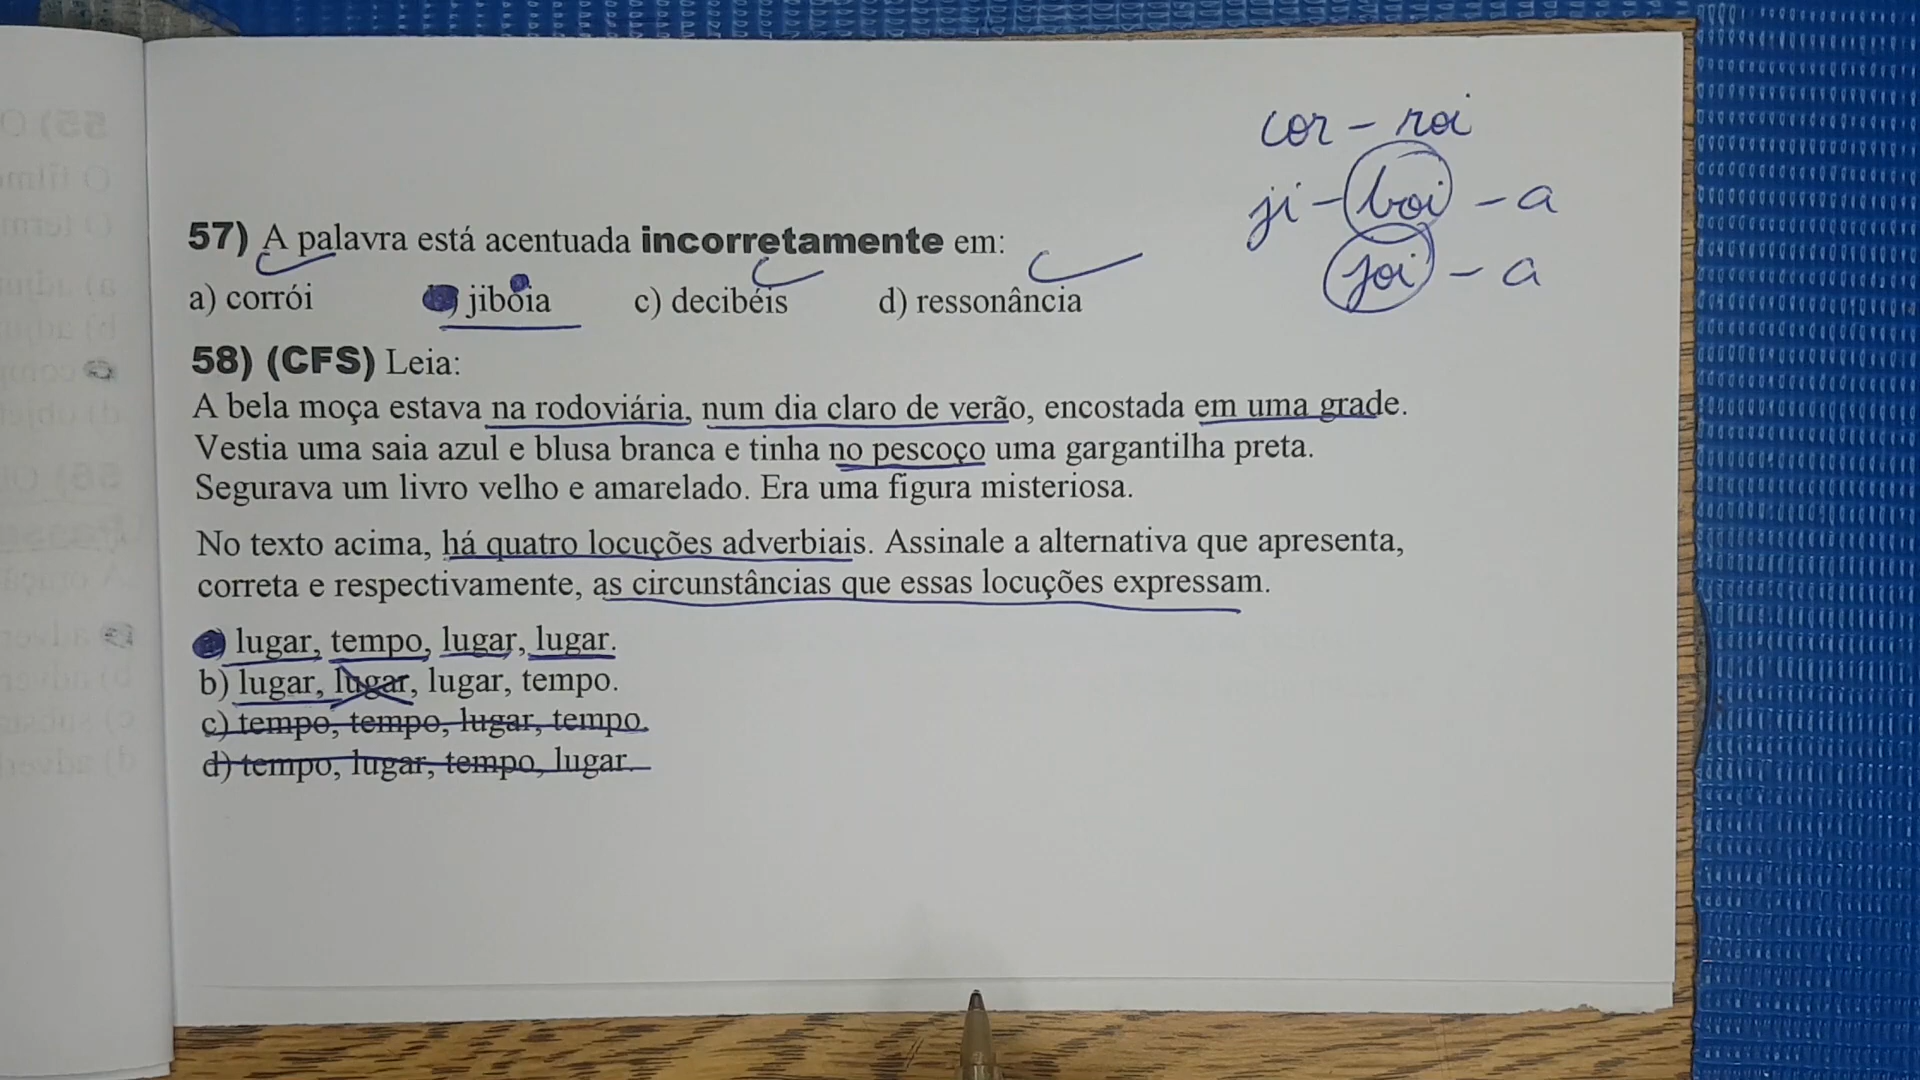 cor - roi
ji - boi - a
joi - a
57) A palavra está acentuada incorretamente em:
a) corrói jibóia c) decibéis d) ressonância
58) (CFS) Leia:
A bela moça estava na rodoviária, num dia claro de verão, encostada em uma grade.
Vestia uma saia azul e blusa branca e tinha no pescoço uma gargantilha preta.
Segurava um livro velho e amarelado. Era uma figura misteriosa.
No texto acima, há quatro locuções adverbiais. Assinale a alternativa que apresenta,
correta e respectivamente, as circunstâncias que essas locuções expressam.
lugar, tempo, lugar, lugar.
b) lugar, lugar, lugar, tempo.
c) tempo, tempo, lugar, tempo.
d) tempo, lugar, tempo, lugar.